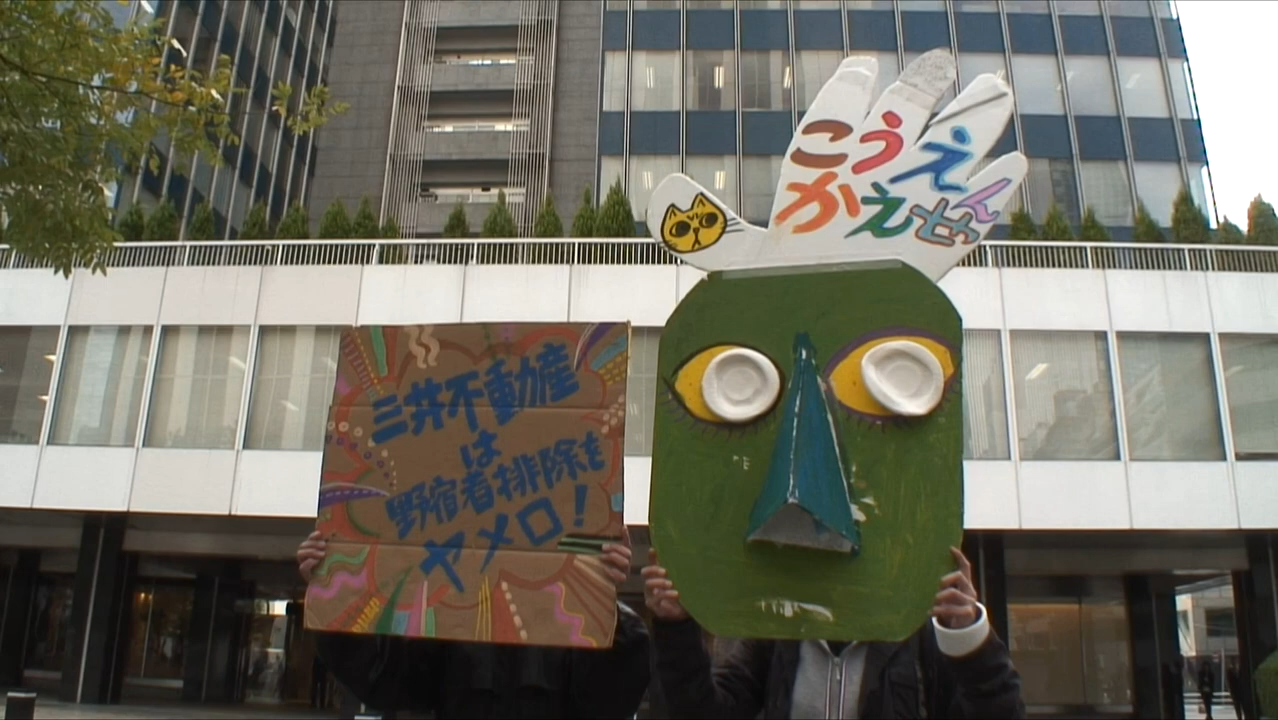 三井不動産
は
野宿者排除を
ヤメロ!
こうえん
かえせっ